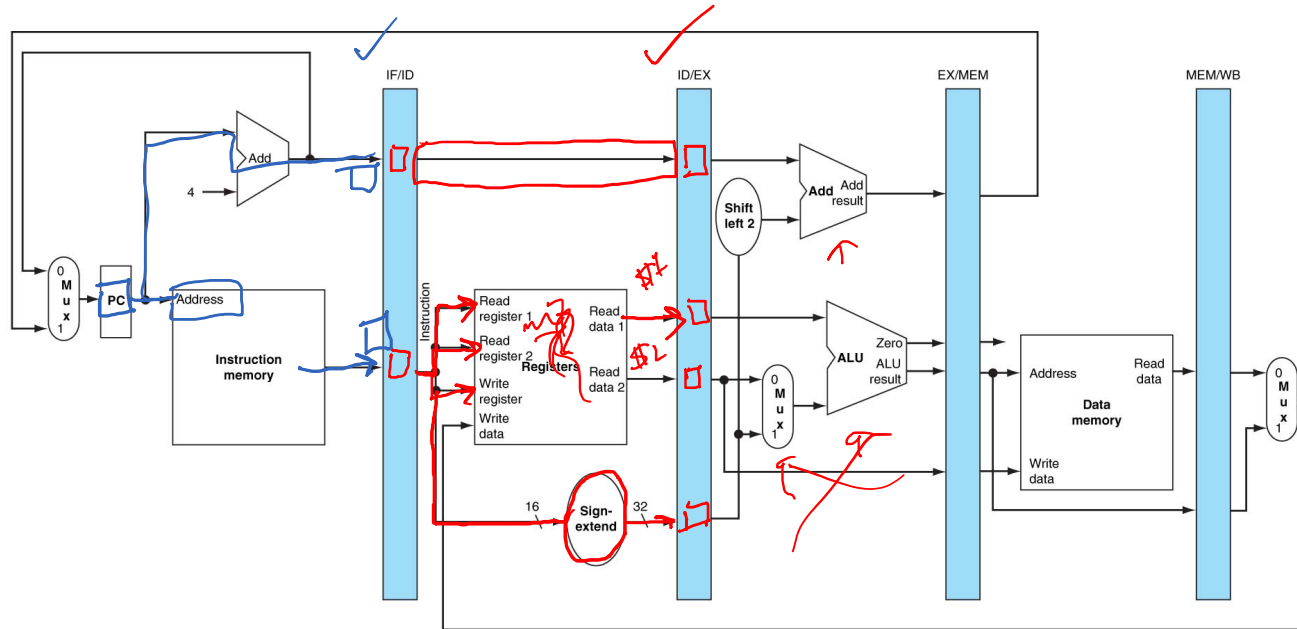 IF/ID
ID/EX
EX/MEM
MEM/WB
Add
4
Shift
left 2
Add
Add
result
0
M
u
x
1
PC
Address
Instruction
memory
Instruction
Read
register 1
Read
register 2
Write
register
Write
data
Registers
Read
data 1
Read
data 2
$1
$2
16
Sign-
extend
32
0
M
u
x
1
ALU
Zero
ALU
result
Address
Write
data
Data
memory
Read
data
0
M
u
x
1